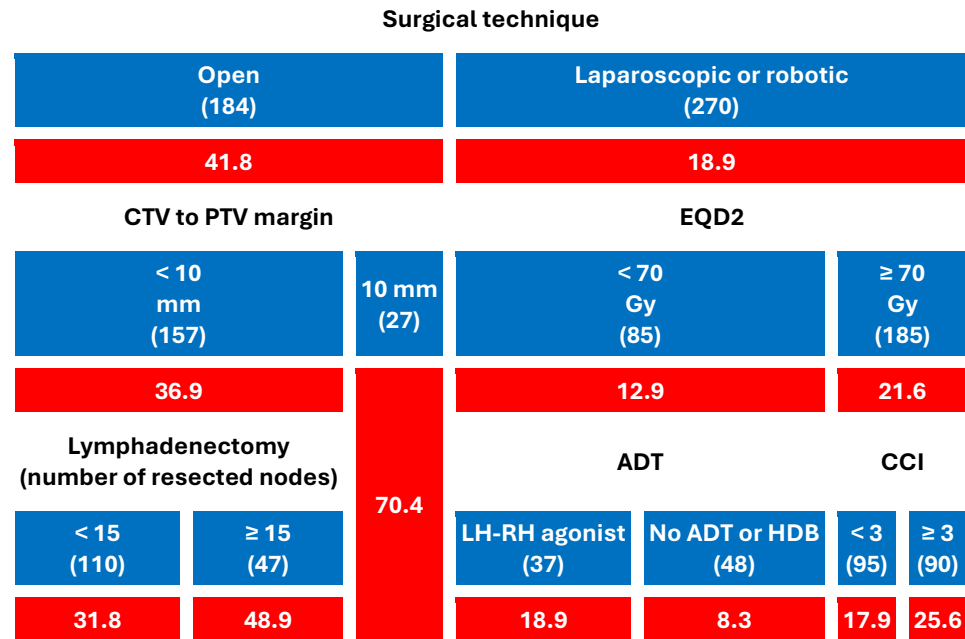 Surgical technique
Open
(184)
Laparoscopic or robotic
(270)
41.8
18.9
CTV to PTV margin
EQD2
< 10
mm
(157)
10 mm
(27)
< 70
Gy
(85)
≥ 70
Gy
(185)
36.9
70.4
12.9
21.6
Lymphadenectomy
(number of resected nodes)
ADT
CCI
< 15
(110)
≥ 15
(47)
LH-RH agonist
(37)
No ADT or HDB
(48)
< 3
(95)
≥ 3
(90)
31.8
48.9
18.9
8.3
17.9
25.6